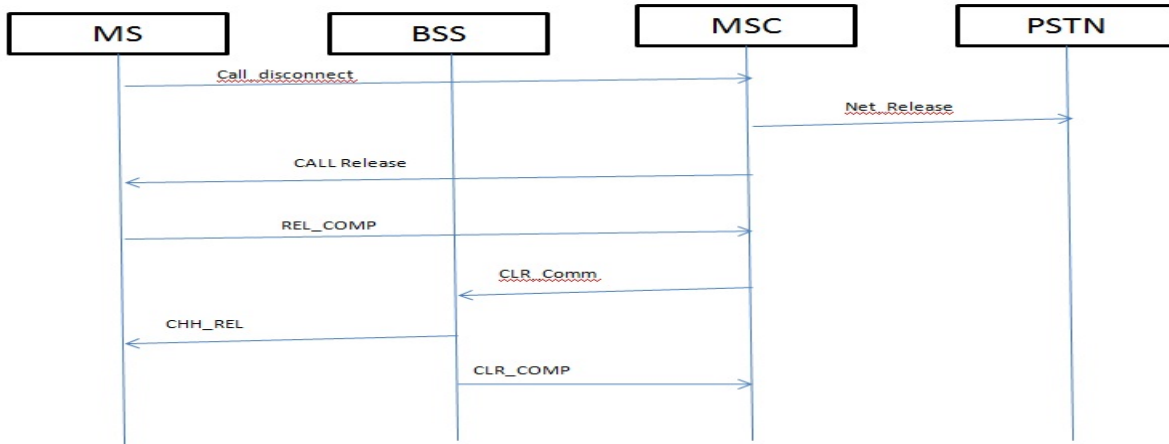 MS
BSS
MSC
PSTN
Call_disconnect
Net_Release
CALL Release
REL_COMP
CLR_Comm
CHH_REL
CLR_COMP